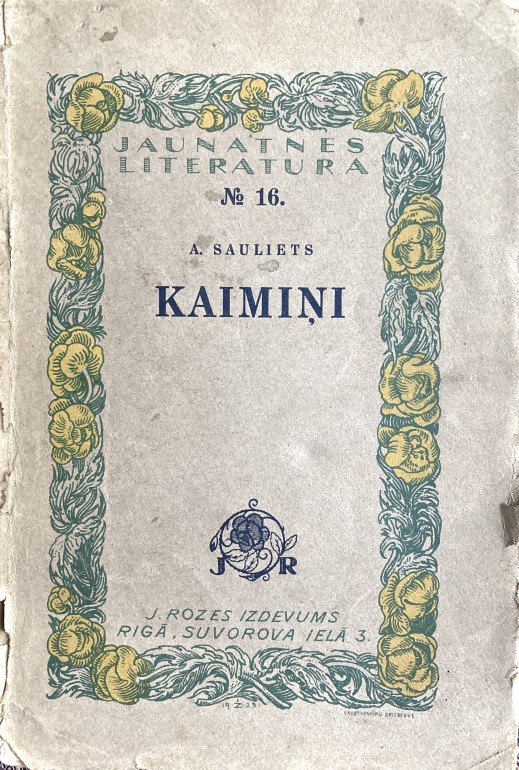 JAUNATNES
LITERATURA
№ 16.
A. SAULIETS
KAIMIŅI
J R
J. ROZES IZDEVUMS
RIGĀ, SUVOROVA IELĀ 3.